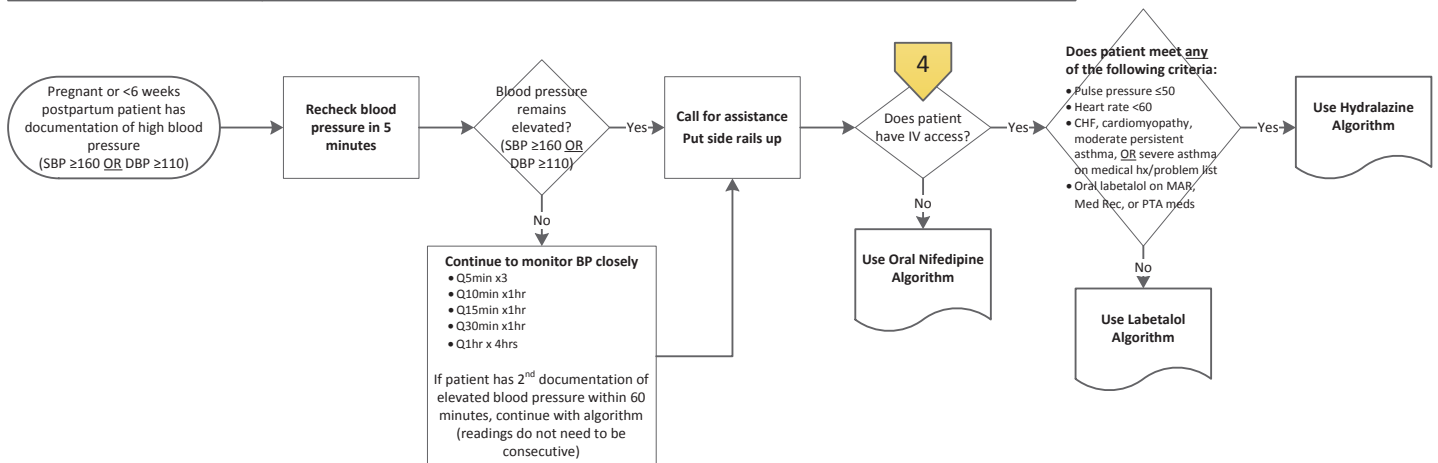 Pregnant or <6 weeks
postpartum patient has
documentation of high blood
pressure
(SBP ≥160 OR DBP ≥110)
Recheck blood
pressure in 5
minutes
Blood pressure
remains
elevated?
(SBP ≥160 OR
DBP ≥110)
Yes
No
Continue to monitor BP closely
• Q5min x3
• Q10min x1hr
• Q15min x1hr
• Q30min x1hr
• Q1hr x 4hrs
If patient has 2nd documentation of
elevated blood pressure within 60
minutes, continue with algorithm
(readings do not need to be
consecutive)
Call for assistance
Put side rails up
4
Does patient
have IV access?
Yes
No
Use Oral Nifedipine
Algorithm
Does patient meet any
of the following criteria:
• Pulse pressure ≤50
• Heart rate <60
• CHF, cardiomyopathy,
moderate persistent
asthma, OR severe asthma
on medical hx/problem list
• Oral labetalol on MAR,
Med Rec, or PTA meds
Yes
No
Use Labetalol
Algorithm
Use Hydralazine
Algorithm